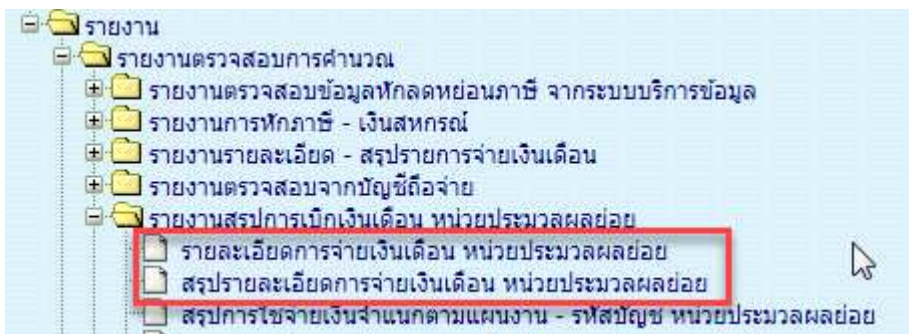 รายงาน
รายงานตรวจสอบการคำนวณ
รายงานตรวจสอบข้อมูลหักลดหย่อนภาษี จากระบบบริการข้อมูล
รายงานการหักภาษี - เงินสหกรณ์
รายงานรายละเอียด - สรุปรายการจ่ายเงินเดือน
รายงานตรวจสอบจากบัญชีถือจ่าย
รายงานสรุปการเบิกเงินเดือน หน่วยประมวลผลย่อย
รายละเอียดการจ่ายเงินเดือน หน่วยประมวลผลย่อย
สรุปรายละเอียดการจ่ายเงินเดือน หน่วยประมวลผลย่อย
สรุปการใช้จ่ายเงินจำแนกตามแผนงาน - รหัสบัญชี หน่วยประมวลผลย่อย